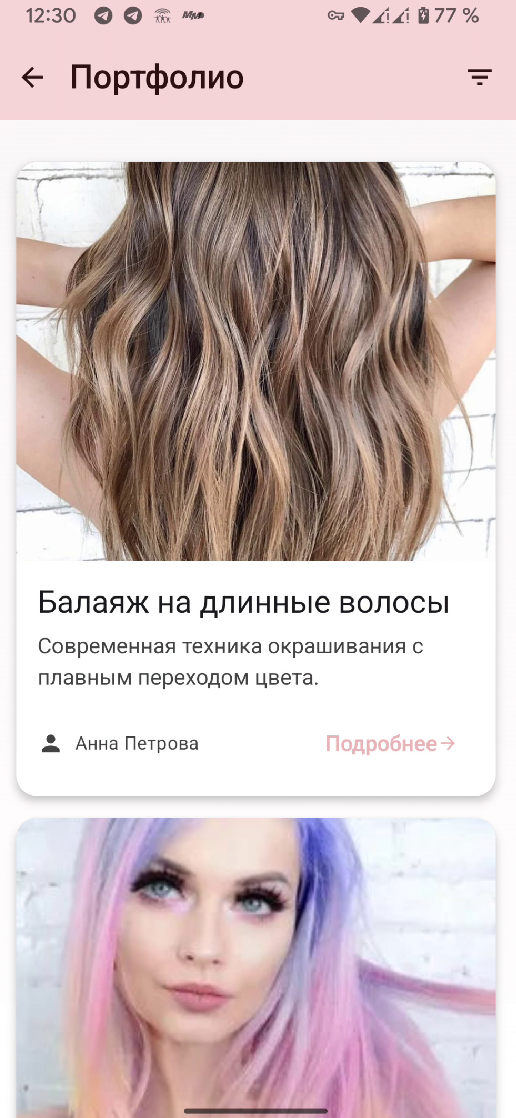 12:30 77 %
Портфолио
Балаяж на длинные волосы
Современная техника окрашивания с
плавным переходом цвета.
Анна Петрова Подробнее